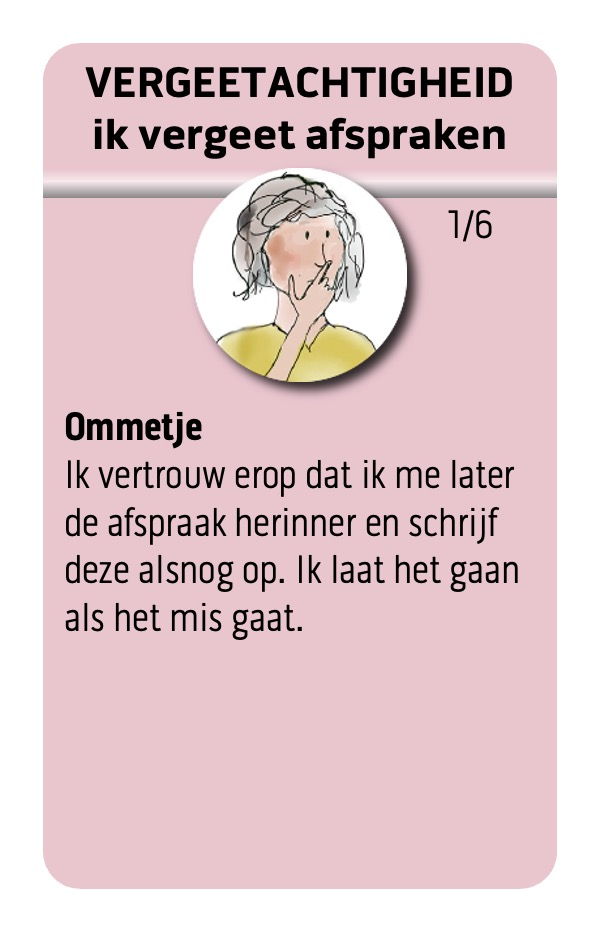 VERGEETACHTIGHEID
ik vergeet afspraken
1/6
Ommetje
Ik vertrouw erop dat ik me later
de afspraak herinner en schrijf
deze alsnog op. Ik laat het gaan
als het mis gaat.